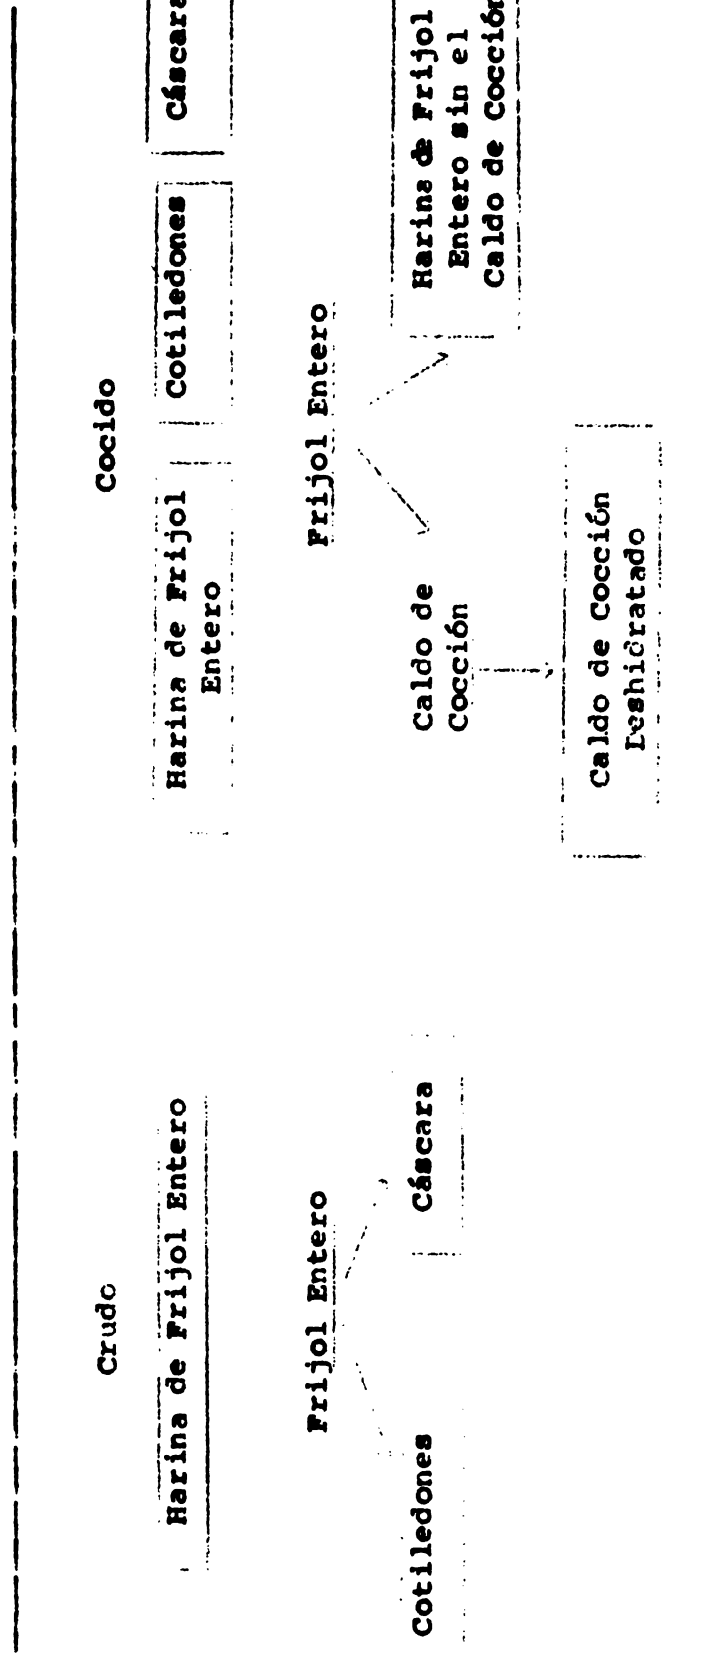 Crudo
Cocido
Harina de Frijol Entero
Harina de Frijol
Entero
Cotiledones
Cáscara
Frijol Entero
Frijol Entero
Cotiledones
Cáscara
Caldo de
Cocción
Harina de Frijol
Entero sin el
Caldo de Cocción
Caldo de Cocción
Deshidratado